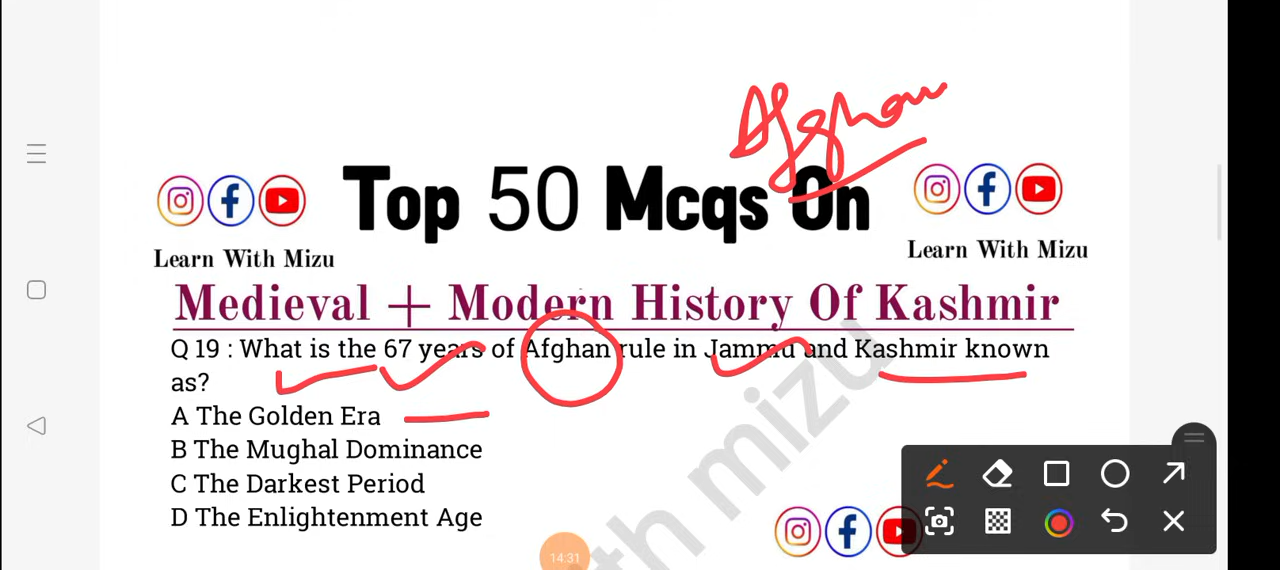 Afghan
Top 50 Mcqs On
Learn With Mizu
Learn With Mizu
Medieval + Modern History Of Kashmir
Q 19 : What is the 67 years of Afghan rule in Jammu and Kashmir known
as?
A The Golden Era
B The Mughal Dominance
C The Darkest Period
D The Enlightenment Age
th mizu
14:31